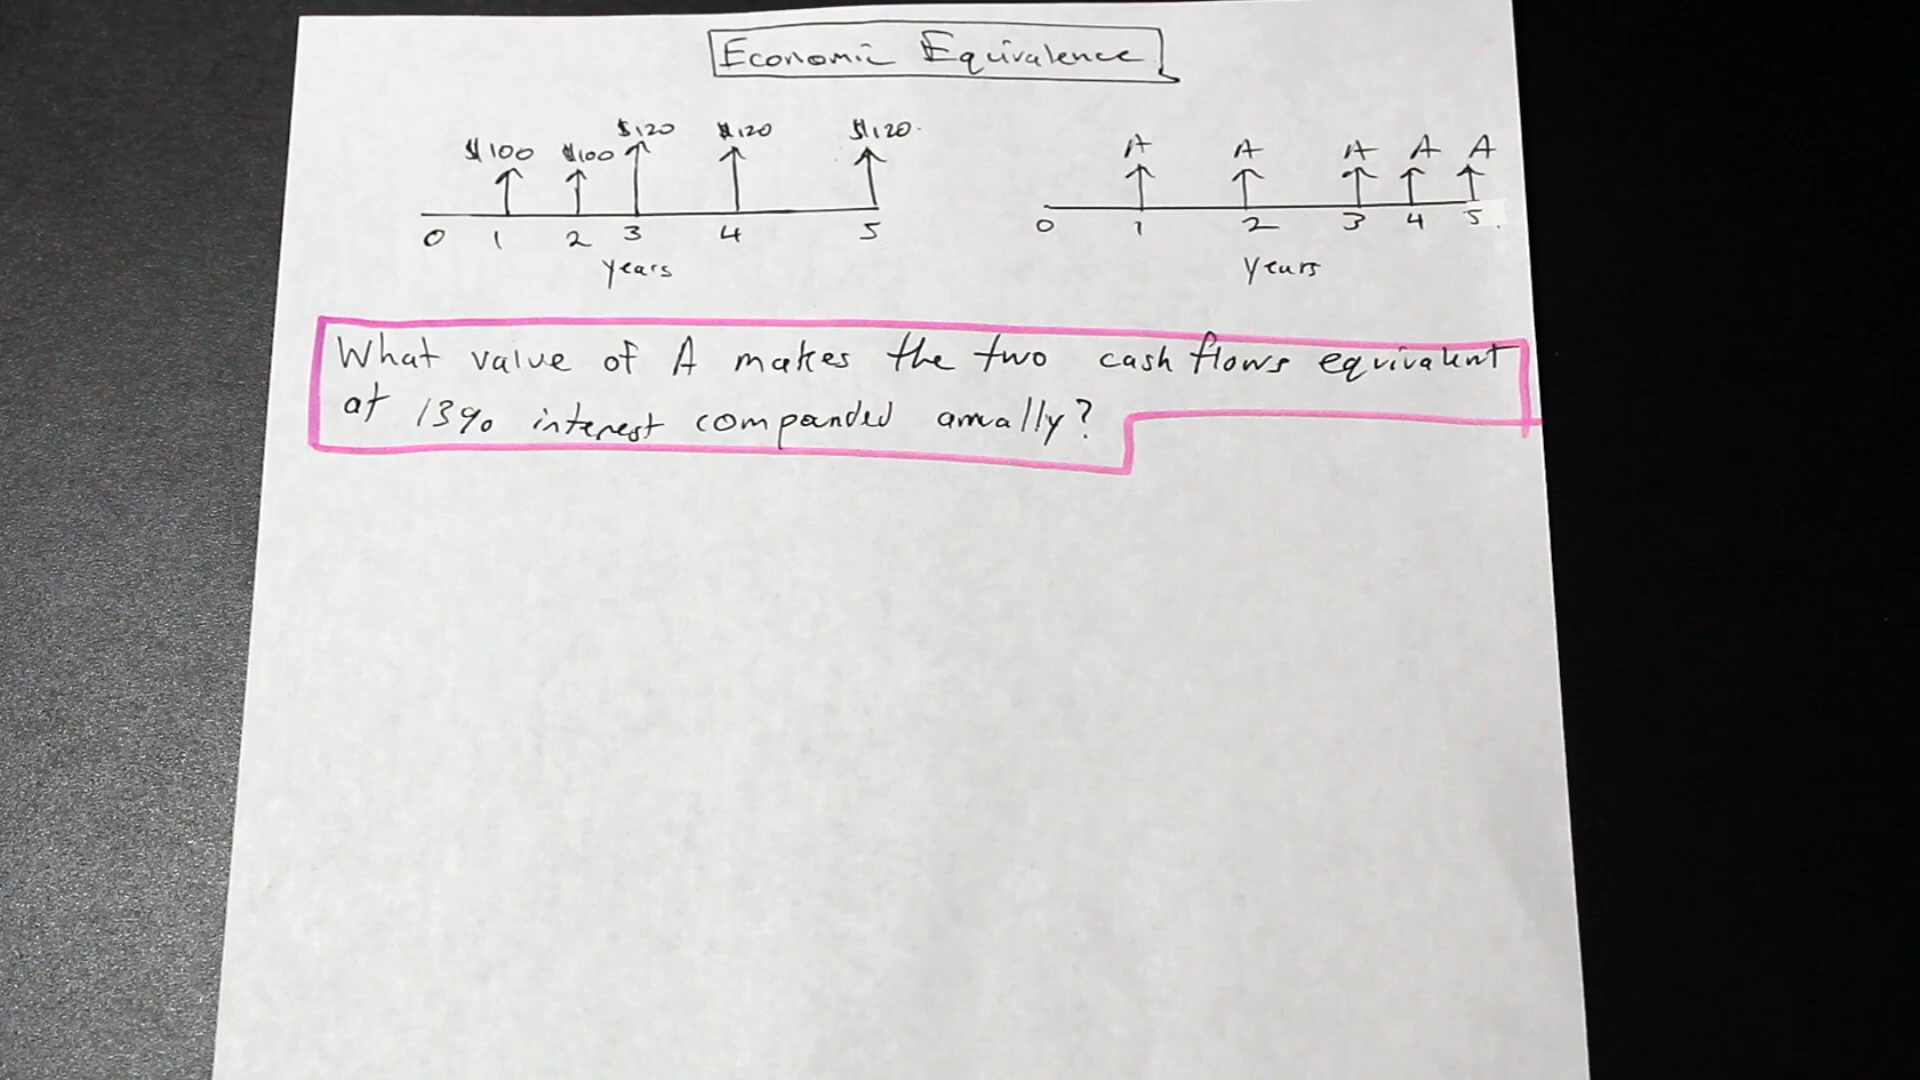 Economic Equivalence
$100 $100 $120 $120 $120
0 1 2 3 4 5
years
A A A A A
0 1 2 3 4 5
Years
What value of A makes the two cash flows equivalent
at 13% interest compounded annually?